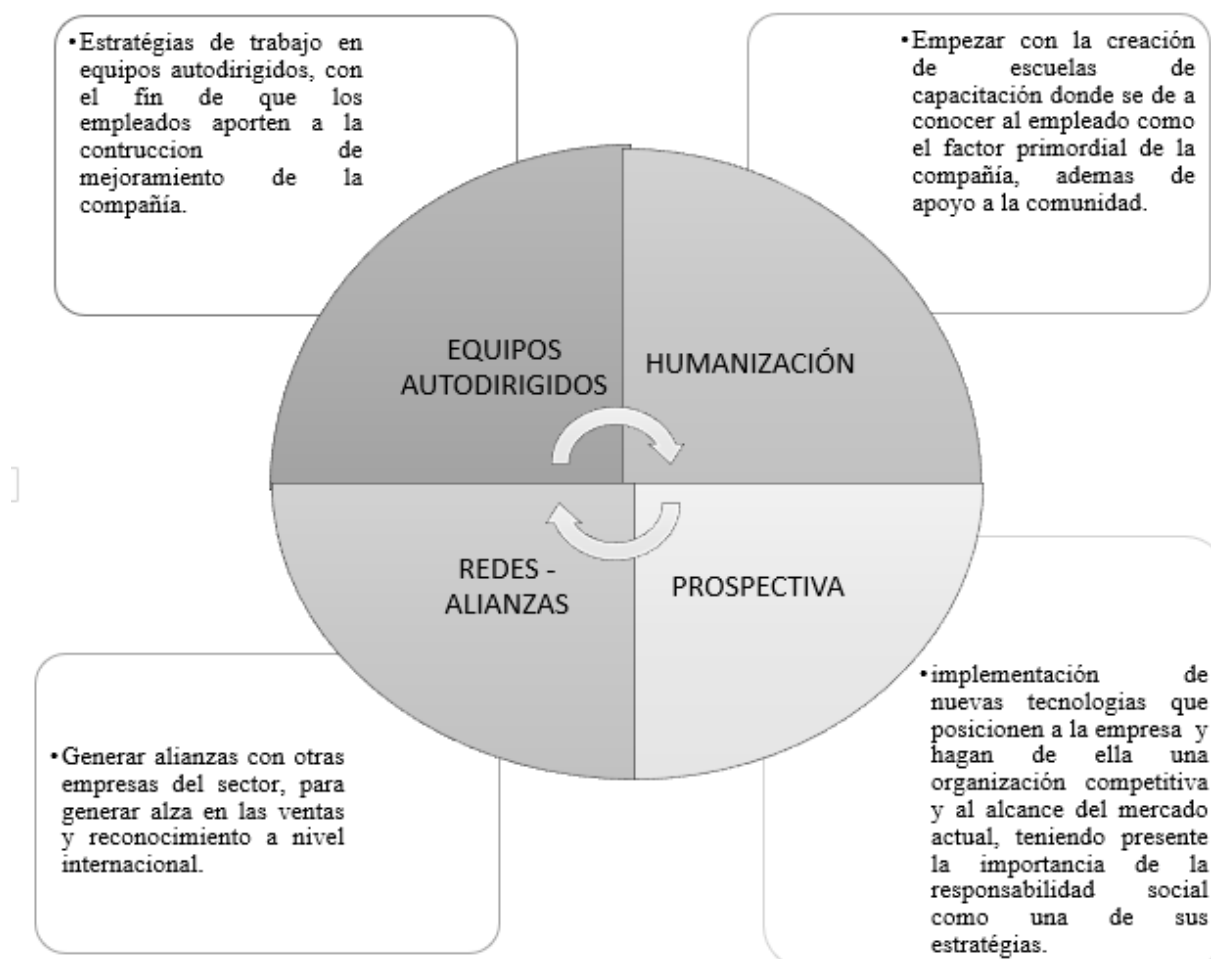 •Estratégias de trabajo en
equipos autodirigidos, con
el fin de que los
empleados aporten a la
contruccion de
mejoramiento de la
compañía.
•Empezar con la creación
de escuelas de
capacitación donde se de a
conocer al empleado como
el factor primordial de la
compañía, ademas de
apoyo a la comunidad.
EQUIPOS
AUTODIRIGIDOS
HUMANIZACIÓN
REDES -
ALIANZAS
PROSPECTIVA
•Generar alianzas con otras
empresas del sector, para
generar alza en las ventas
y reconocimiento a nivel
internacional.
•implementación de
nuevas tecnologias que
posicionen a la empresa y
hagan de ella una
organización competitiva
y al alcance del mercado
actual, teniendo presente
la importancia de la
responsabilidad social
como una de sus
estratégias.